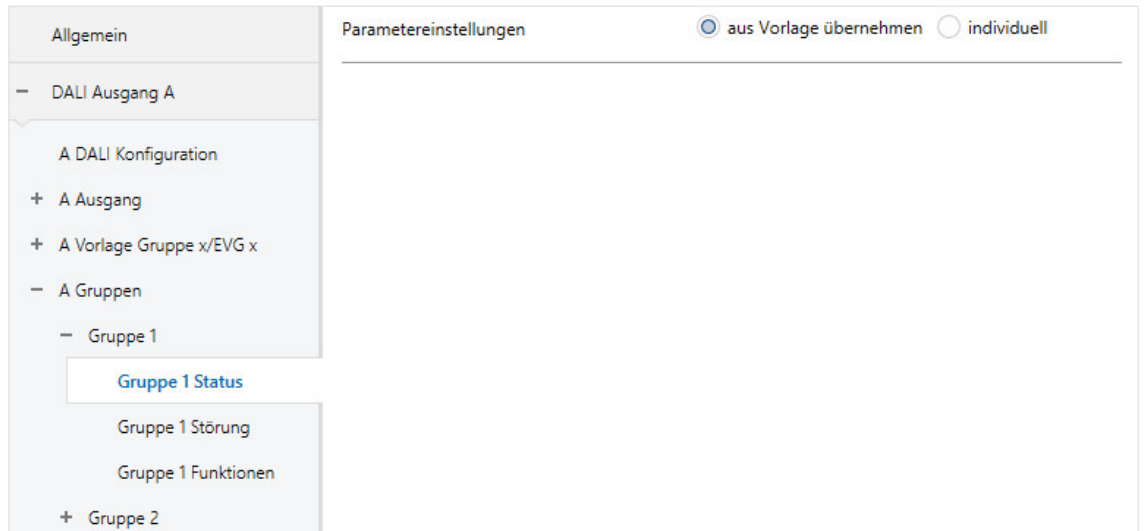 Allgemein
Parametereinstellungen aus Vorlage übernehmen individuell
DALI Ausgang A
A DALI Konfiguration
A Ausgang
A Vorlage Gruppe x/EVG x
A Gruppen
Gruppe 1
Gruppe 1 Status
Gruppe 1 Störung
Gruppe 1 Funktionen
Gruppe 2